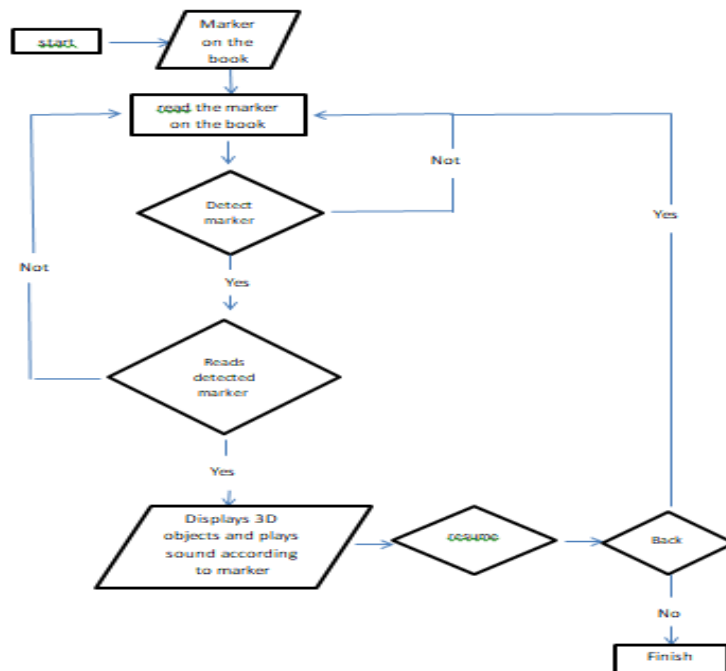 start
Marker
on the
book
read the marker
on the book
Not
Detect
marker
Yes
Yes
Not
Reads
detected
marker
Yes
Displays 3D
objects and plays
sound according
to marker
resume
Back
No
Finish